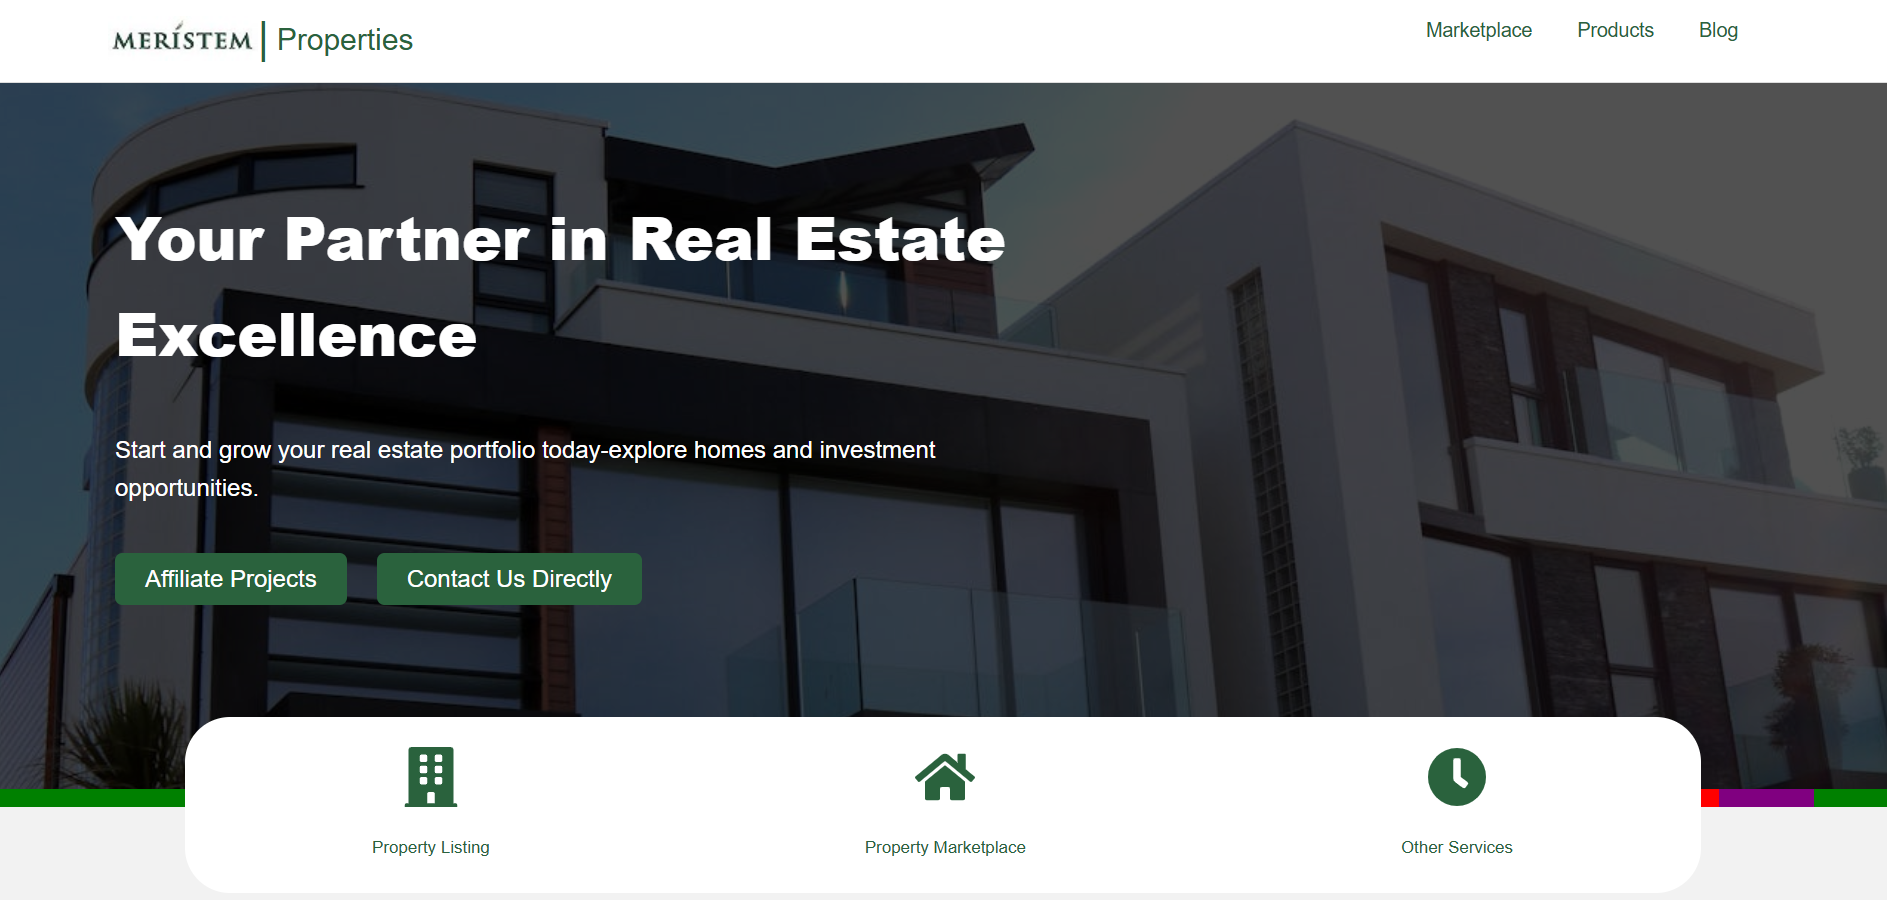 MERÍSTEM | Properties
Marketplace Products Blog
Your Partner in Real Estate
Excellence
Start and grow your real estate portfolio today-explore homes and investment
opportunities.
Affiliate Projects Contact Us Directly
Property Listing Property Marketplace Other Services